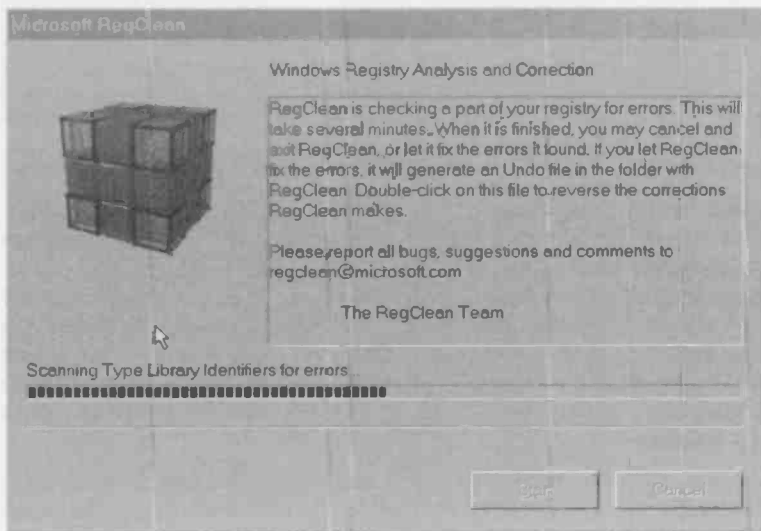 Microsoft RegClean
Windows Registry Analysis and Correction
RegClean is checking a part of your registry for errors. This will
take several minutes. When it is finished, you may cancel and
exit RegClean, or let it fix the errors it found. If you let RegClean
fix the errors, it will generate an Undo file in the folder with
RegClean. Double-click on this file to reverse the corrections
RegClean makes.
Please report all bugs, suggestions and comments to
regclean@microsoft.com
The RegClean Team
Scanning Type Library Identifiers for errors...
Cancel